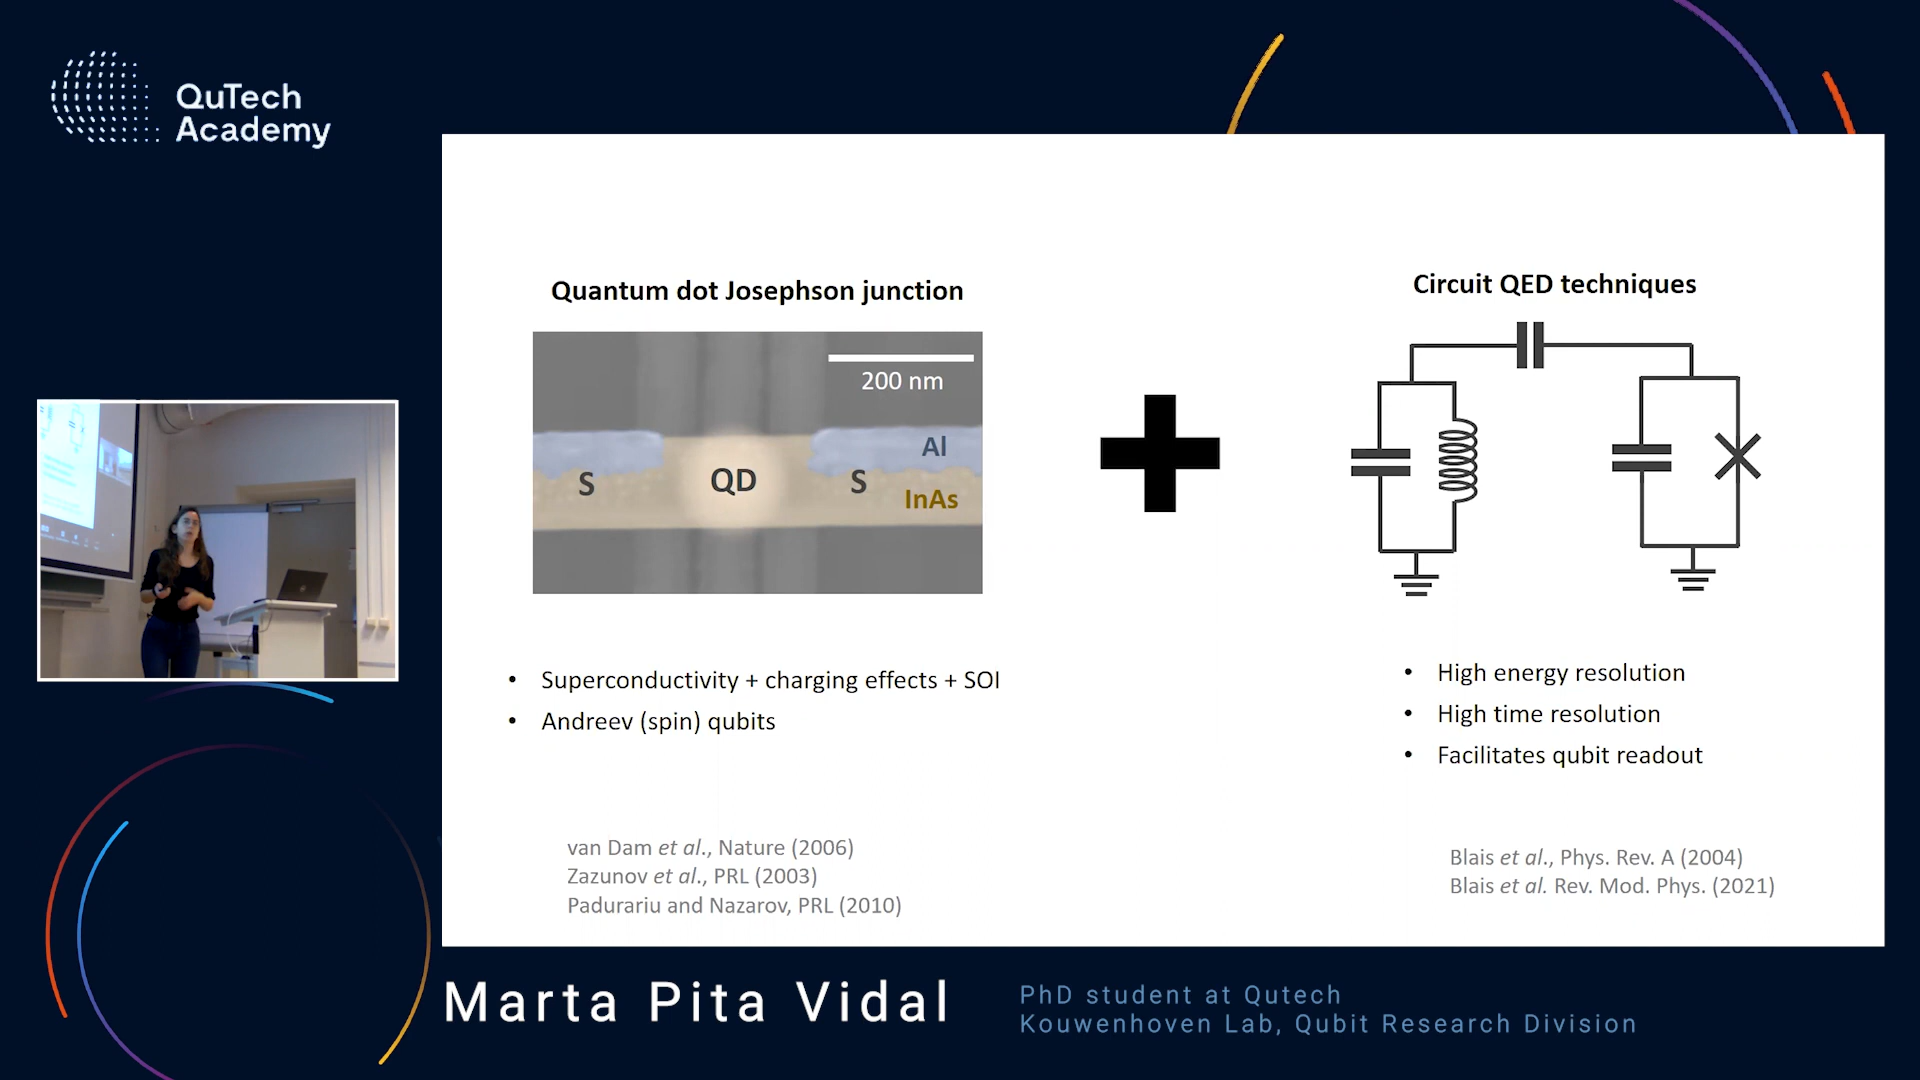 QuTech
Academy
Quantum dot Josephson junction
200 nm
Al
S
QD
S
InAs
• Superconductivity + charging effects + SOI
• Andreev (spin) qubits
van Dam et al., Nature (2006)
Zazunov et al., PRL (2003)
Padurariu and Nazarov, PRL (2010)
Circuit QED techniques
• High energy resolution
• High time resolution
• Facilitates qubit readout
Blais et al., Phys. Rev. A (2004)
Blais et al. Rev. Mod. Phys. (2021)
Marta Pita Vidal
PhD student at Qutech
Kouwenhoven Lab, Qubit Research Division